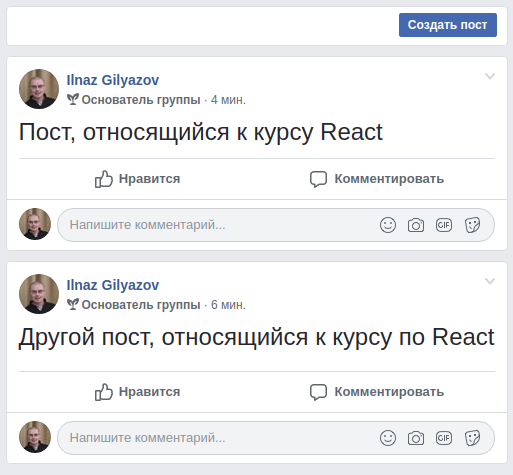 Создать пост
Ilnaz Gilyazov
Основатель группы · 4 мин.
Пост, относящийся к курсу React
Нравится
Комментировать
Напишите комментарий...
GIF
Ilnaz Gilyazov
Основатель группы · 6 мин.
Другой пост, относящийся к курсу по React
Нравится
Комментировать
Напишите комментарий...
GIF